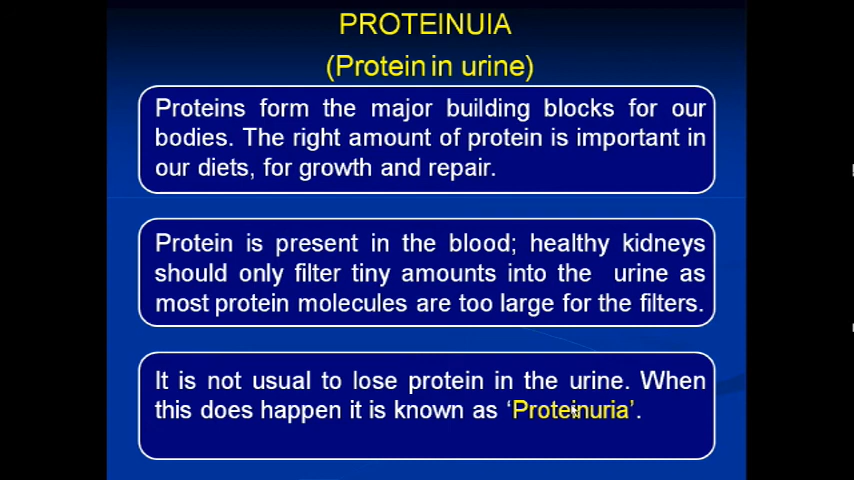 PROTEINUIA
(Protein in urine)
Proteins form the major building blocks for our
bodies. The right amount of protein is important in
our diets, for growth and repair.
Protein is present in the blood; healthy kidneys
should only filter tiny amounts into the urine as
most protein molecules are too large for the filters.
It is not usual to lose protein in the urine. When
this does happen it is known as ‘Proteinuria’.